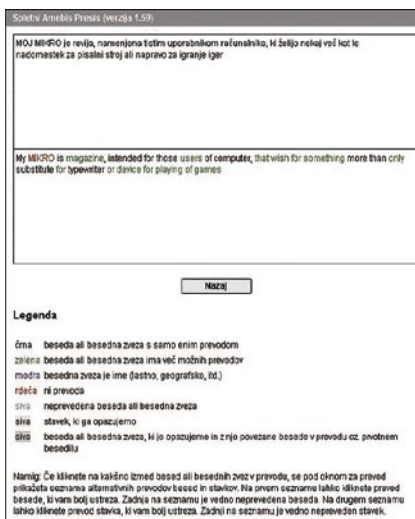 Spletni Amebis Presis (verzija 1.59)
MOJ MIKRO je revija, namenjena tistim uporabnikom računalnika, ki želijo nekaj več kot le
nadomestek za pisalni stroj ali napravo za igranje iger
My MIKRO is magazine, intended for those users of computer, that wish for something more than only
substitute for typewriter or device for playing of games
Nazaj
Legenda
črna beseda ali besedna zveza s samo enim prevodom
zelena beseda ali besedna zveza ima več možnih prevodov
modra besedna zveza je ime (lastno, geografsko, itd.)
rdeča ni prevoda
siva neprevedena beseda ali besedna zveza
siva stavek, ki ga opazujemo
siva beseda ali besedna zveza, ki jo opazujemo in z njo povezane besede v prevodu oz. prvotnem
besedilu
Namig: Če kliknete na kakšno izmed besed ali besednih zvez v prevodu, se pod oknom za prevod
prikažeta seznama alternativnih prevodov besed in stavkov. Na prvem seznamu lahko kliknete prevod
besede, ki vam bolj ustreza. Zadnja na seznamu je vedno neprevedena beseda. Na drugem seznamu
lahko kliknete prevod stavka, ki vam bolj ustreza. Zadnji na seznamu je vedno nepreveden stavek.